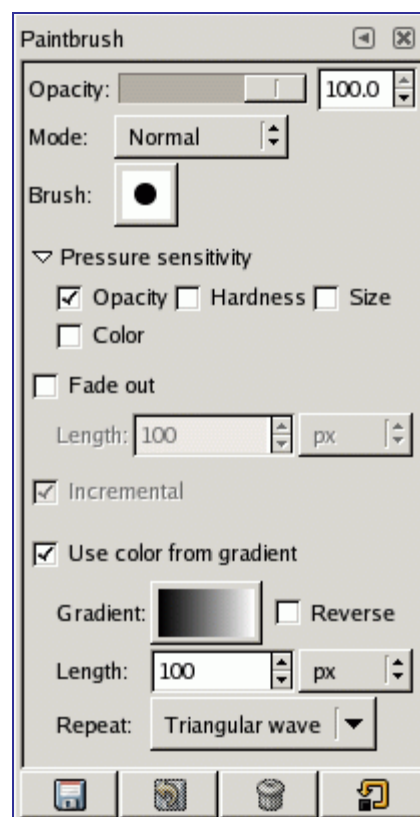 Paintbrush
Opacity: 100.0
Mode: Normal
Brush:
Pressure sensitivity
Opacity Hardness Size
Color
Fade out
Length: 100 px
Incremental
Use color from gradient
Gradient: Reverse
Length: 100 px
Repeat: Triangular wave